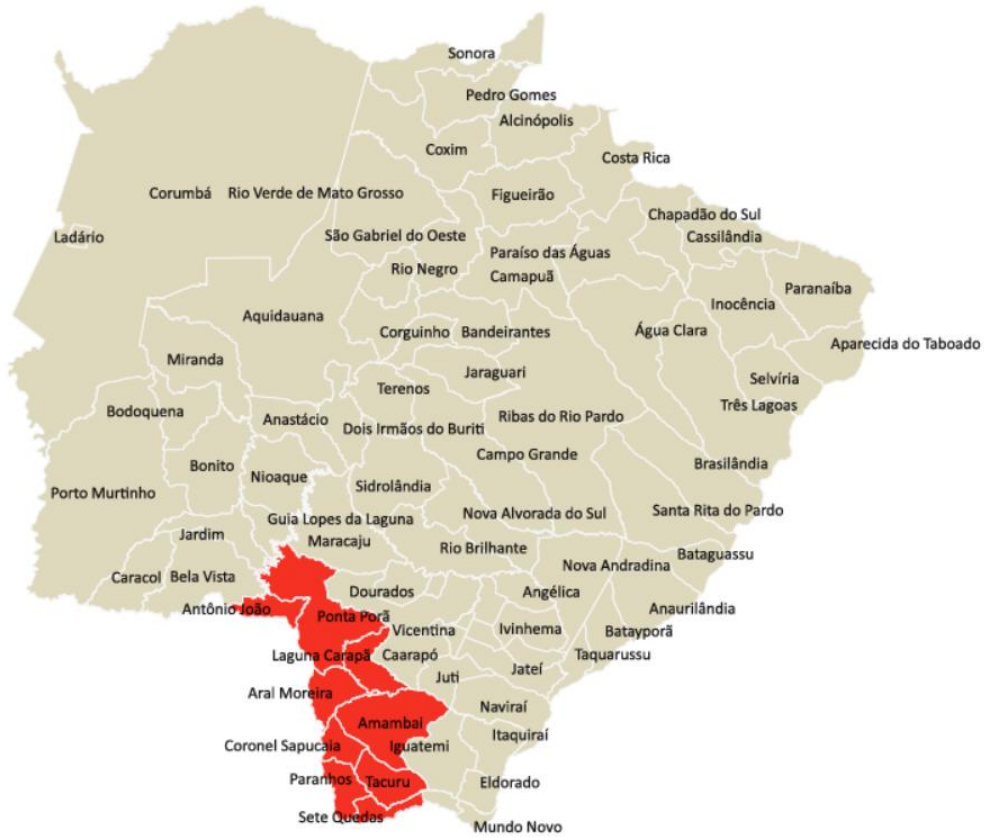 Sonora
Pedro Gomes
Alcinópolis
Coxim
Costa Rica
Corumbá
Rio Verde de Mato Grosso
Figueirão
Chapadão do Sul
Ladário
São Gabriel do Oeste
Cassilândia
Paraíso das Águas
Rio Negro
Camapuã
Paranaíba
Inocência
Aquidauana
Corguinho
Bandeirantes
Água Clara
Aparecida do Taboado
Miranda
Jaraguari
Selvíria
Terenos
Três Lagoas
Bodoquena
Anastácio
Ribas do Rio Pardo
Dois Irmãos do Buriti
Campo Grande
Bonito
Brasilândia
Nioaque
Sidrolândia
Porto Murtinho
Santa Rita do Pardo
Guia Lopes da Laguna
Nova Alvorada do Sul
Jardim
Maracaju
Rio Brilhante
Bataguassu
Nova Andradina
Caracol
Bela Vista
Dourados
Angélica
Antônio João
Anaurilândia
Ponta Porã
Vicentina
Ivinhema
Batayporã
Laguna Carapã
Caarapó
Taquarussu
Juti
Jateí
Aral Moreira
Naviraí
Amambai
Itaquiraí
Coronel Sapucaia
Iguatemi
Paranhos
Tacuru
Eldorado
Sete Quedas
Mundo Novo